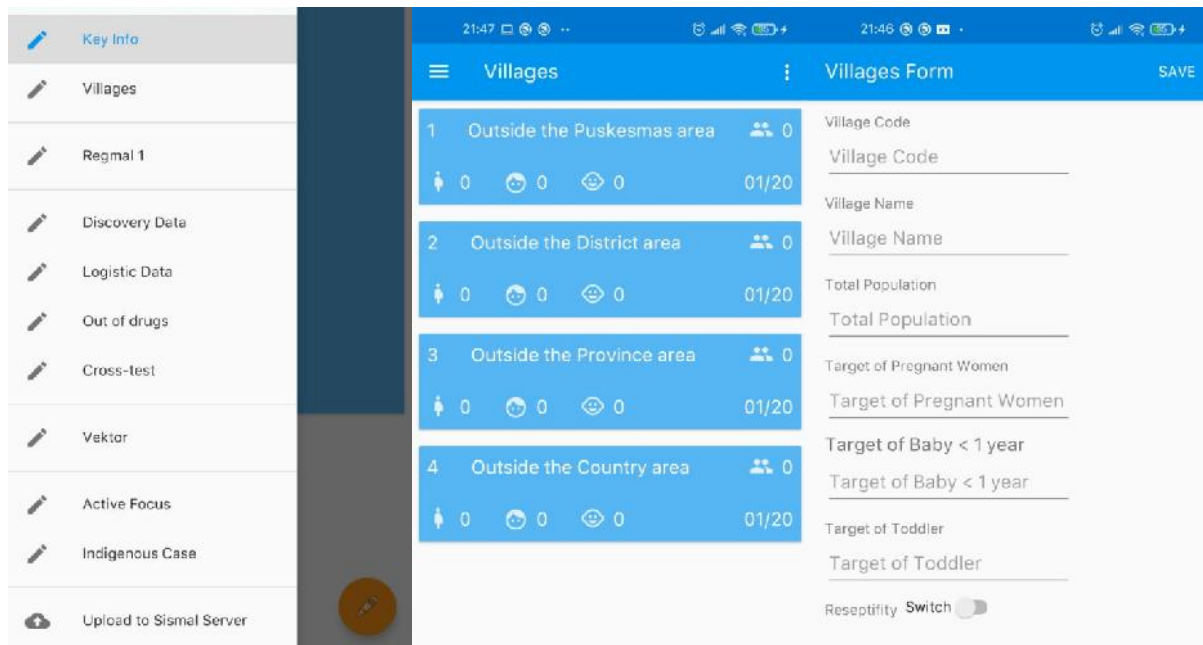 Key Info
Villages
Regmal 1
Discovery Data
Logistic Data
Out of drugs
Cross-test
Vektor
Active Focus
Indigenous Case
Upload to Sismal Server
21:47
Villages
1 Outside the Puskesmas area 0
0 0 0 01/20
2 Outside the District area 0
0 0 0 01/20
3 Outside the Province area 0
0 0 0 01/20
4 Outside the Country area 0
0 0 0 01/20
21:46
Villages Form SAVE
Village Code
Village Code
Village Name
Village Name
Total Population
Total Population
Target of Pregnant Women
Target of Pregnant Women
Target of Baby < 1 year
Target of Baby < 1 year
Target of Toddler
Target of Toddler
Reseptifity Switch